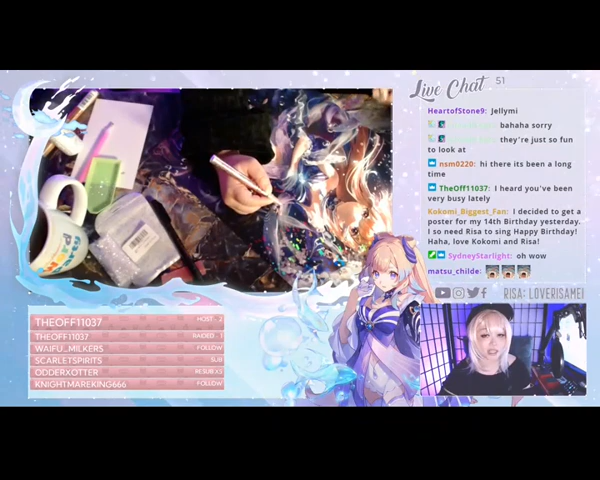 Live Chat 51
HeartofStone9: Jellymi
bahaha sorry
they're just so fun
to look at
nsm0220: hi there its been a long
time
TheOff11037: I heard you've been
very busy lately
Kokomi_Biggest_Fan: I decided to get a
poster for my 14th Birthday yesterday.
I so need Risa to sing Happy Birthday!
Haha, love Kokomi and Risa!
SydneyStarlight: oh wow
matsu_childe:
RISA: LOVERISAMEI
THEOFF11037 HOST - 2
THEOFF11037 RAIDED - 1
WAIFU_MILKERS FOLLOW
SCARLETSPIRITS SUB
ODDERXOTTER RESUB X3
KNIGHTMAREKING666 FOLLOW